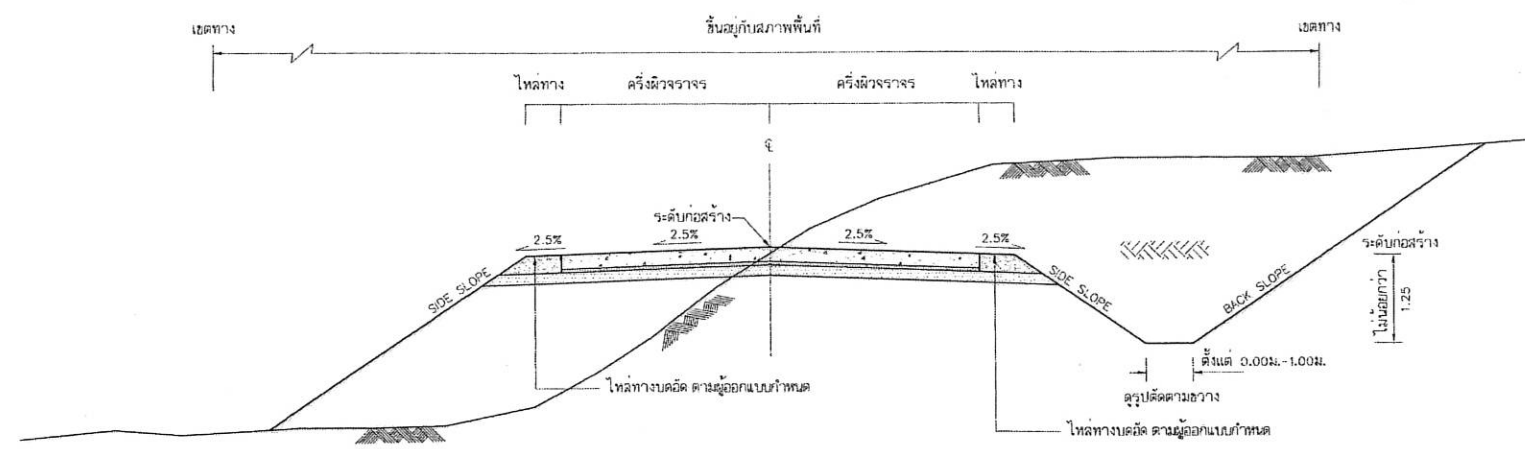 เขตทาง
ขึ้นอยู่กับสภาพพื้นที่
เขตทาง
ไหล่ทาง
ครึ่งผิวจราจร
ครึ่งผิวจราจร
ไหล่ทาง
℄
ระดับก่อสร้าง
2.5%
2.5%
2.5%
2.5%
SIDE SLOPE
SIDE SLOPE
BACK SLOPE
ระดับก่อสร้าง
ไม่น้อยกว่า
1.25
ตั้งแต่ 0.00ม.-1.00ม.
ดูรูปตัดตามขวาง
ไหล่ทางบดอัด ตามผู้ออกแบบกำหนด
ไหล่ทางบดอัด ตามผู้ออกแบบกำหนด